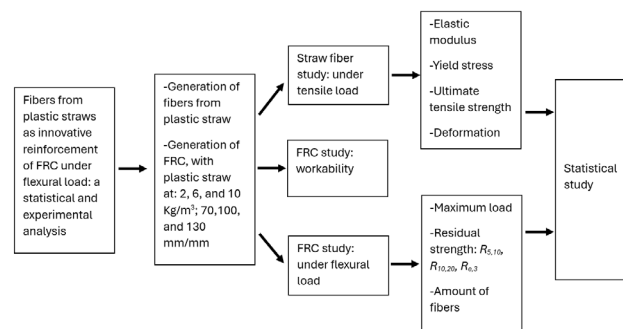 Fibers from
plastic straws
as innovative
reinforcement
of FRC under
flexural load: a
statistical and
experimental
analysis
-Generation of
fibers from
plastic straw
-Generation of
FRC, with
plastic straw
at: 2, 6, and 10
Kg/m³; 70,100,
and 130
mm/mm
Straw fiber
study: under
tensile load
FRC study:
workability
FRC study:
under flexural
load
-Elastic
modulus
-Yield stress
-Ultimate
tensile strength
-Deformation
-Maximum load
-Residual
strength: R5,10,
R10,20, Re,3
-Amount of
fibers
Statistical
study